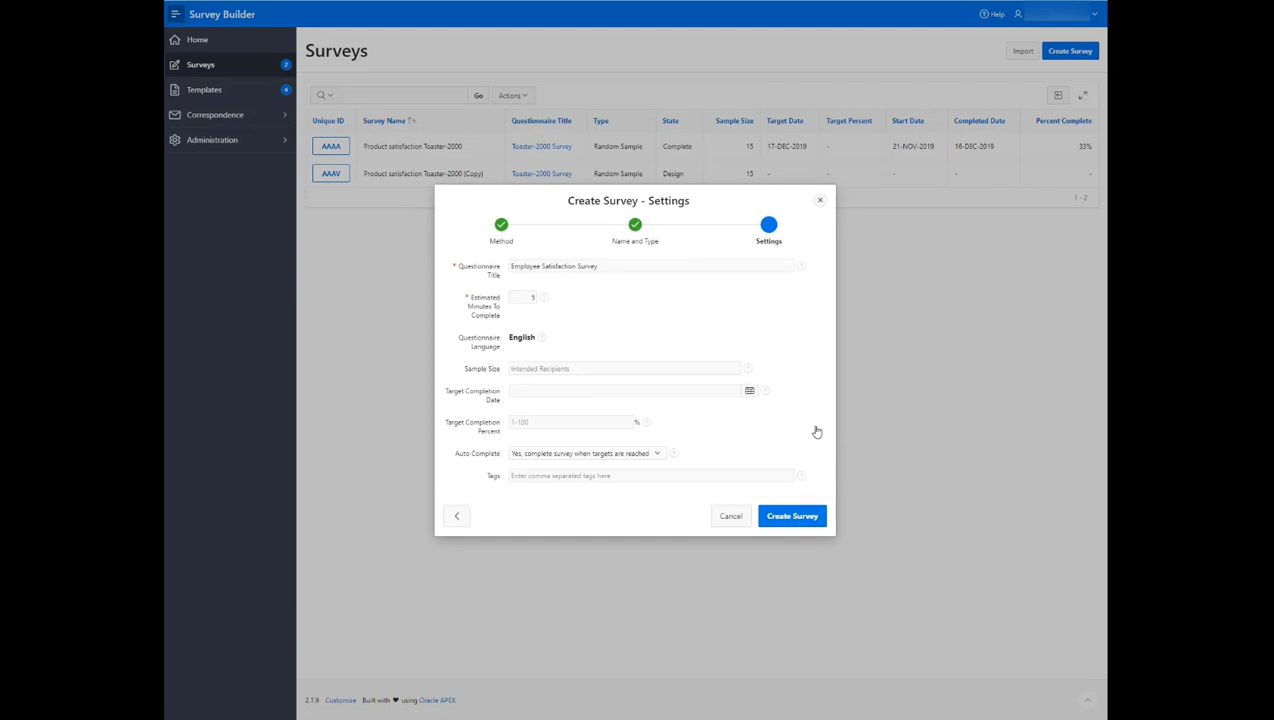 Survey Builder
Help
Home
Surveys 2
Templates 4
Correspondence
Administration
Surveys
Import
Create Survey
Go
Actions
Unique ID Survey Name Questionnaire Title Type State Sample Size Target Date Target Percent Start Date Completed Date Percent Complete
AAAA Product satisfaction Toaster-2000 Toaster-2000 Survey Random Sample Complete 15 17-DEC-2019 - 21-NOV-2019 16-DEC-2019 33%
AAAV Product satisfaction Toaster-2000 (Copy) Toaster-2000 Survey Random Sample Design 15 - - - - -
1 - 2
Create Survey - Settings
Method
Name and Type
Settings
* Questionnaire
Title
Employee Satisfaction Survey
* Estimated
Minutes To
Complete
5
Questionnaire
Language
English
Sample Size
Intended Recipients
Target Completion
Date
Target Completion
Percent
1-100
%
Auto Complete
Yes, complete survey when targets are reached
Tags
Enter comma separated tags here
Cancel
Create Survey
2.1.9 Customize Built with ♥ using Oracle APEX